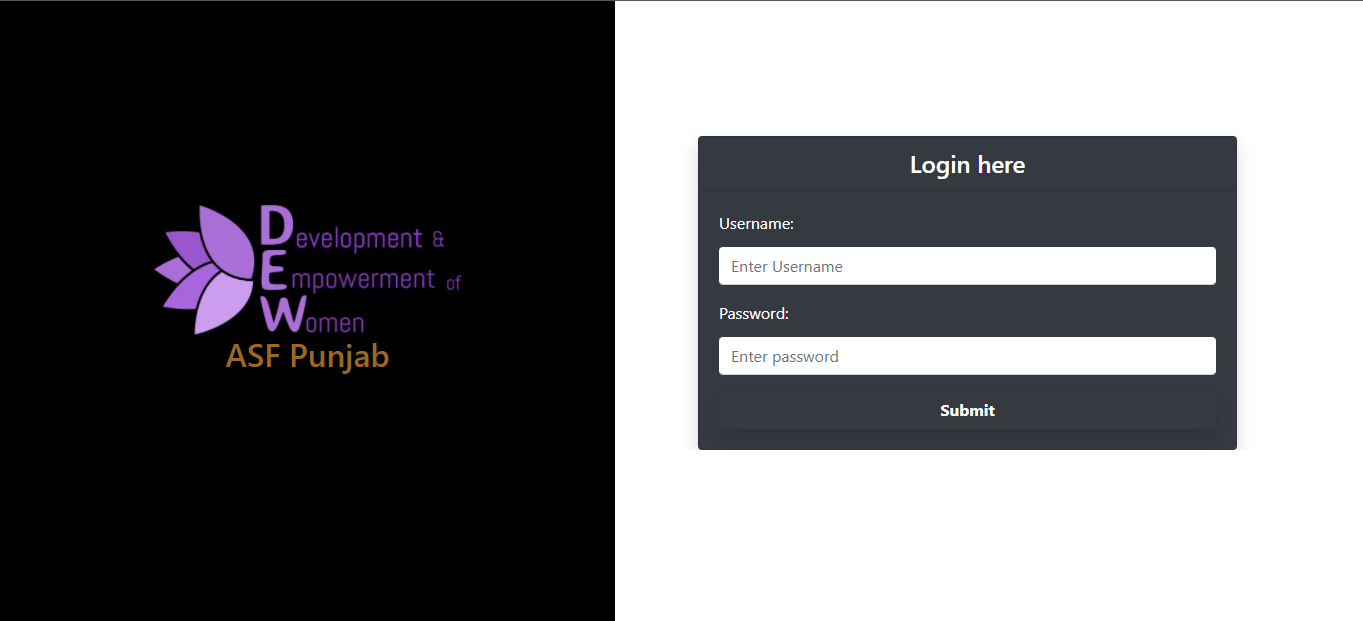 Development &
Empowerment of
Women
ASF Punjab
Login here
Username:
Enter Username
Password:
Enter password
Submit